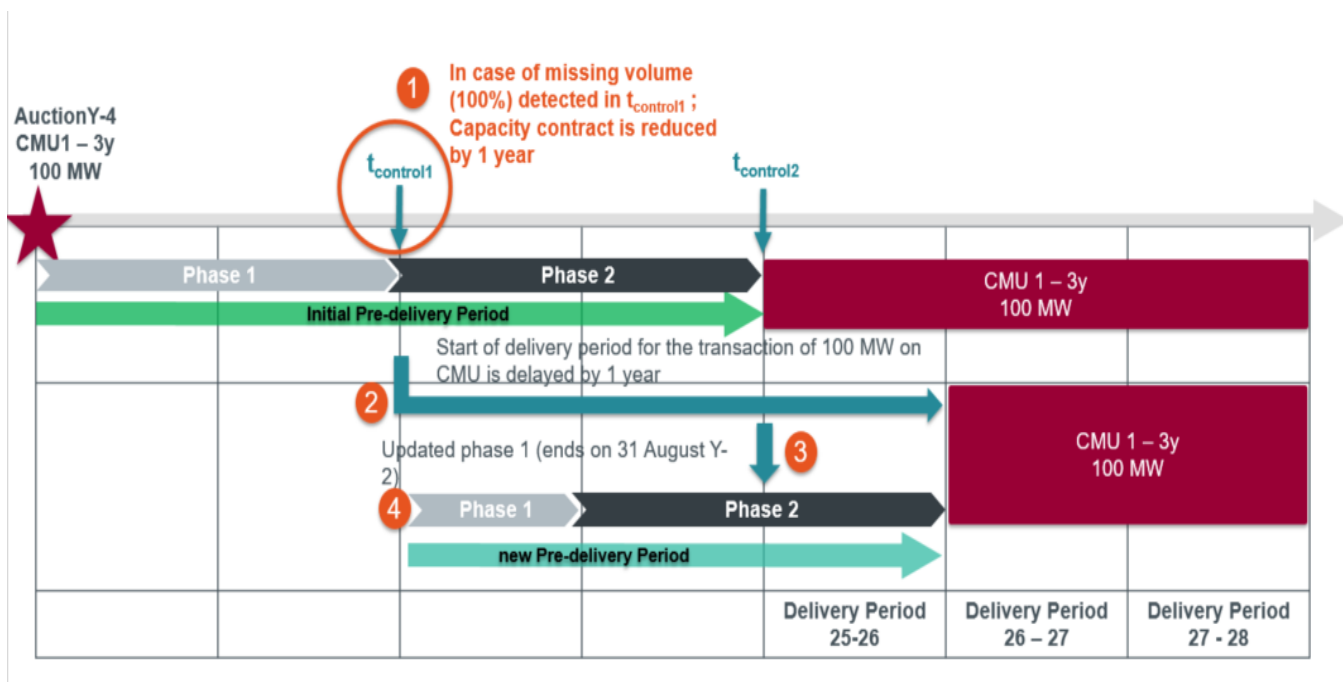 AuctionY-4
CMU1 – 3y
100 MW
1
In case of missing volume
(100%) detected in tcontrol1 ;
Capacity contract is reduced
by 1 year
tcontrol1
tcontrol2
Phase 1
Phase 2
CMU 1 – 3y
100 MW
Initial Pre-delivery Period
Start of delivery period for the transaction of 100 MW on
CMU is delayed by 1 year
2
3
CMU 1 – 3y
100 MW
Updated phase 1 (ends on 31 August Y-
2)
4
Phase 1
Phase 2
new Pre-delivery Period
Delivery Period
25-26
Delivery Period
26 – 27
Delivery Period
27 - 28